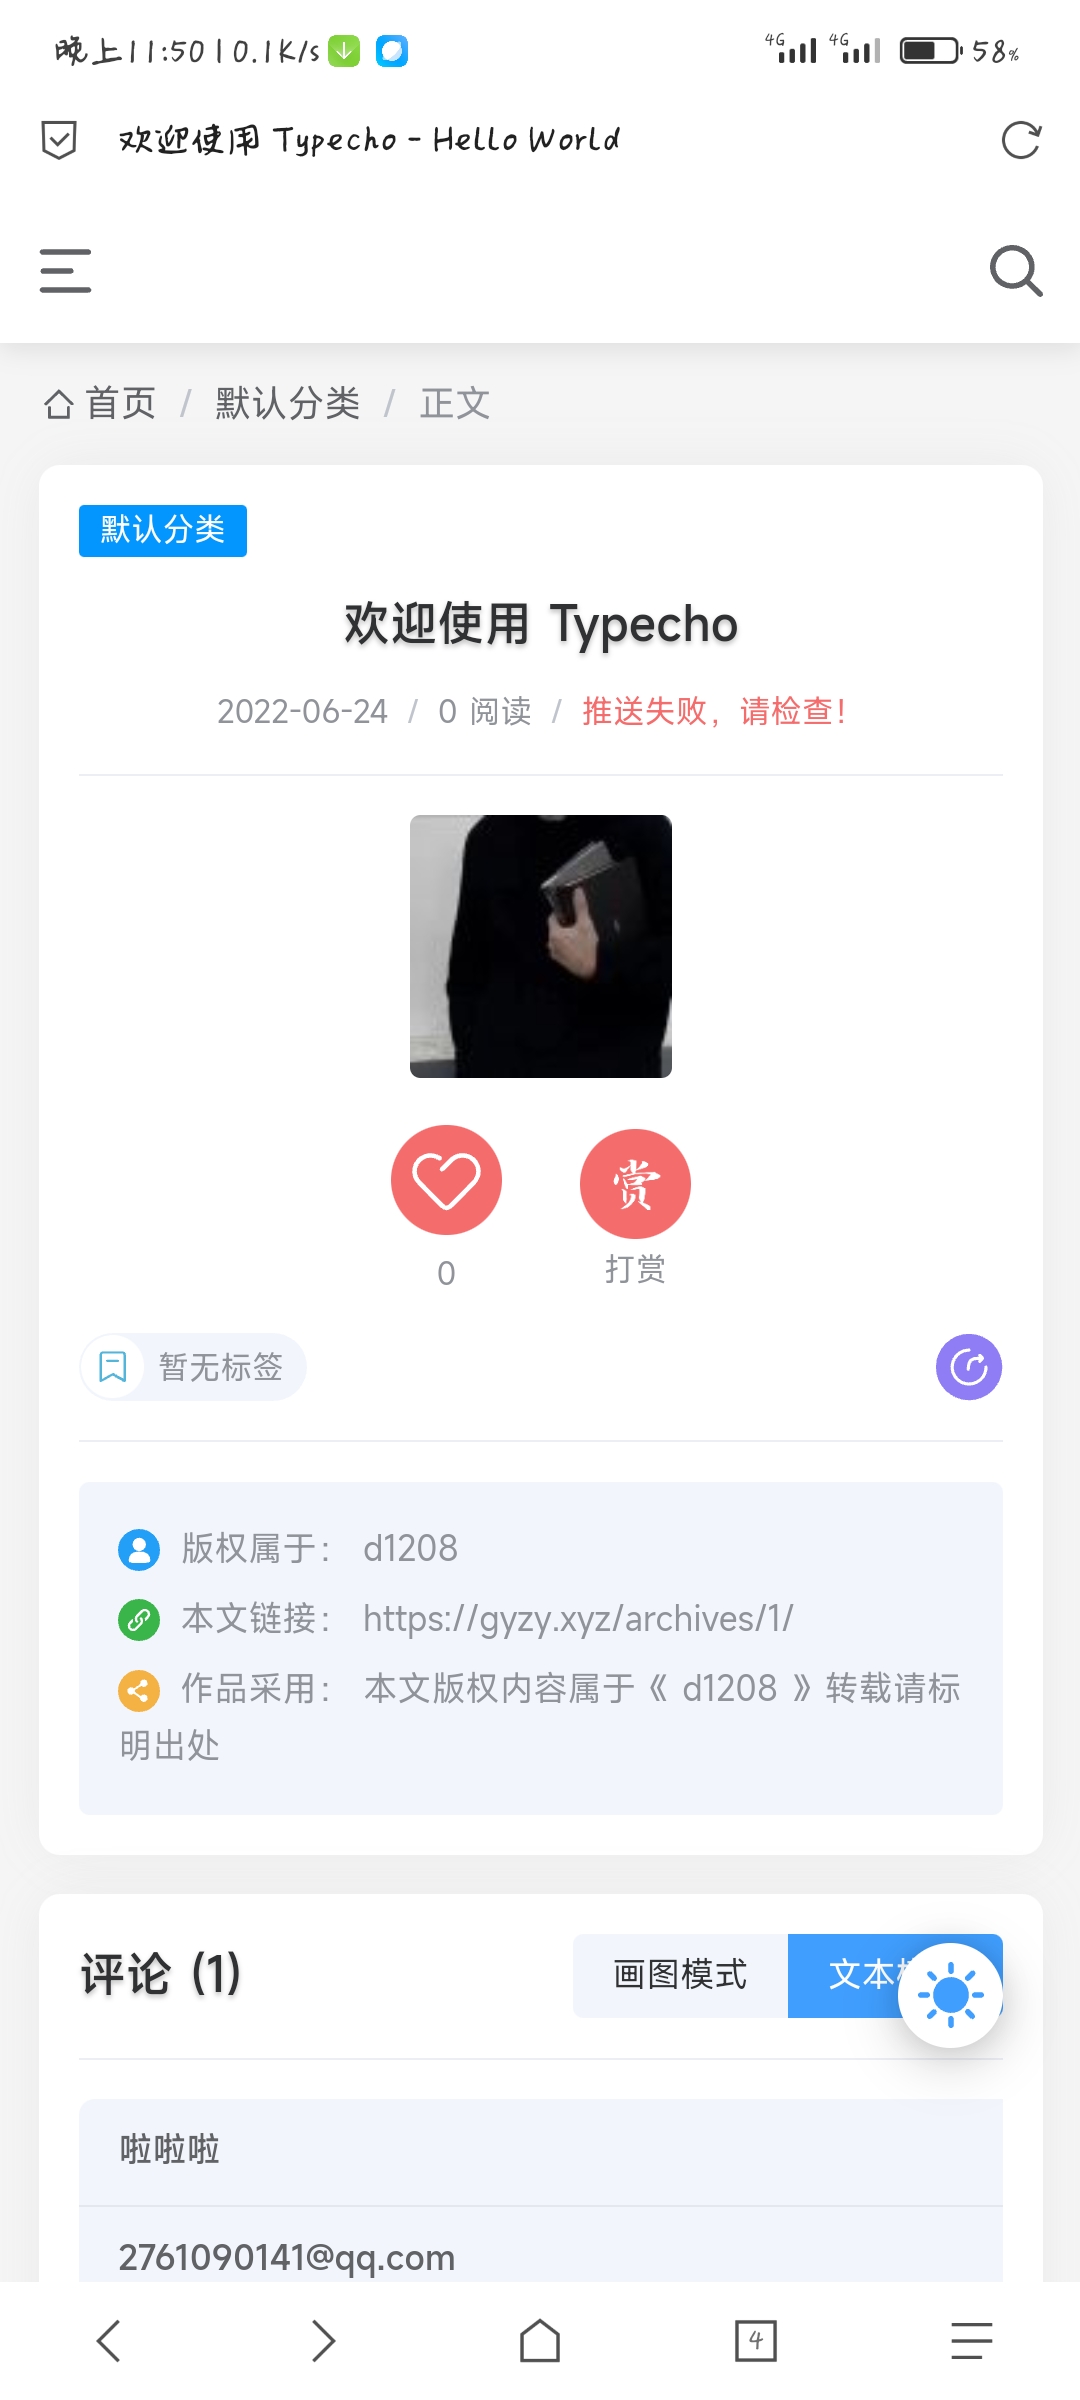 晚上11:50 | 0.1K/s
4G 4G 58%
欢迎使用 Typecho - Hello World
首页 / 默认分类 / 正文
默认分类
欢迎使用 Typecho
2022-06-24 / 0 阅读 / 推送失败，请检查！
赏
0 打赏
暂无标签
版权属于： d1208
本文链接： https://gyzy.xyz/archives/1/
作品采用： 本文版权内容属于《 d1208 》转载请标
明出处
评论 (1) 画图模式 文本
啦啦啦
2761090141@qq.com
4